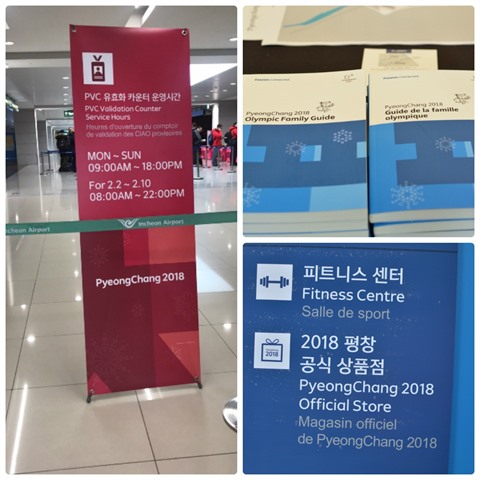 PVC 유효화 카운터 운영시간
PVC Validation Counter
Service Hours
Heures d'ouverture du comptoir
de validation des CIAO provisoires
MON ~ SUN
09:00AM ~ 18:00PM
For 2.2 ~ 2.10
08:00AM ~ 22:00PM
Incheon Airport
Incheon Airport
PyeongChang 2018
PyeongChang 2018
Olympic Family Guide
PyeongChang 2018
Guide de la famille
olympique
피트니스 센터
Fitness Centre
Salle de sport
2018
2018 평창
공식 상품점
PyeongChang 2018
Official Store
Magasin officiel
de PyeongChang 2018